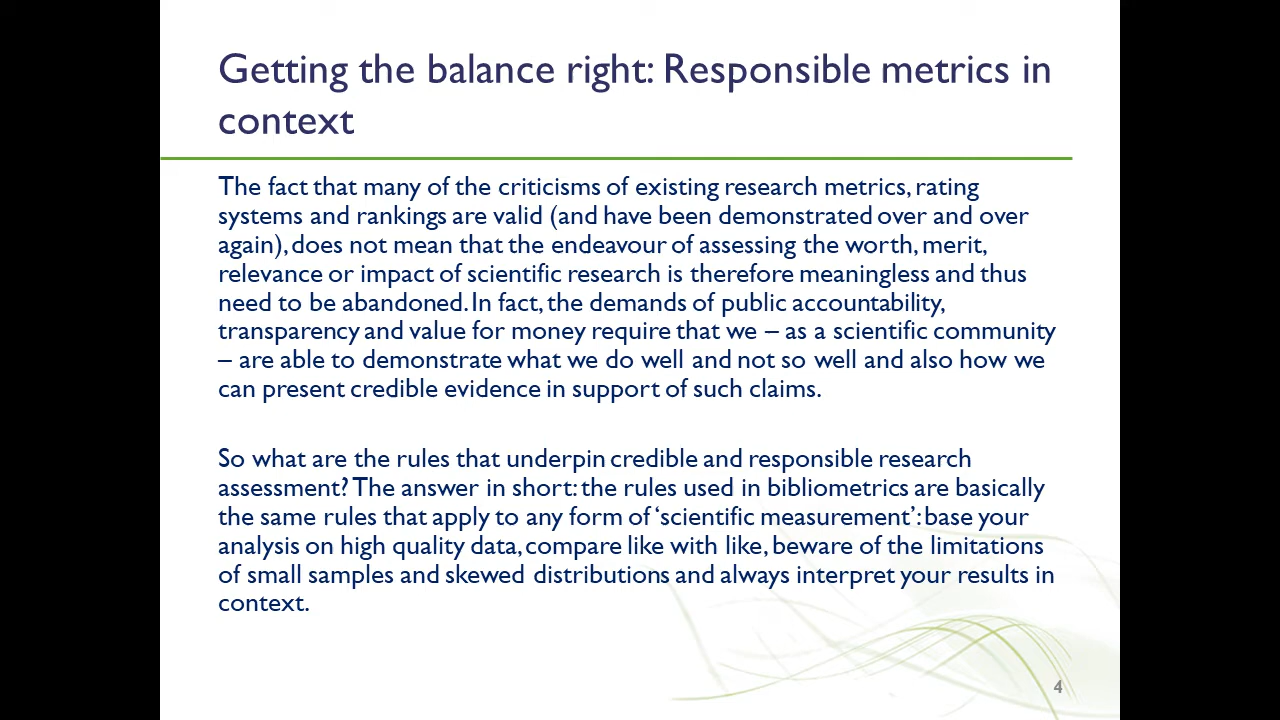 Getting the balance right: Responsible metrics in
context
The fact that many of the criticisms of existing research metrics, rating
systems and rankings are valid (and have been demonstrated over and over
again), does not mean that the endeavour of assessing the worth, merit,
relevance or impact of scientific research is therefore meaningless and thus
need to be abandoned. In fact, the demands of public accountability,
transparency and value for money require that we – as a scientific community
– are able to demonstrate what we do well and not so well and also how we
can present credible evidence in support of such claims.
So what are the rules that underpin credible and responsible research
assessment? The answer in short: the rules used in bibliometrics are basically
the same rules that apply to any form of ‘scientific measurement’: base your
analysis on high quality data, compare like with like, beware of the limitations
of small samples and skewed distributions and always interpret your results in
context.
4